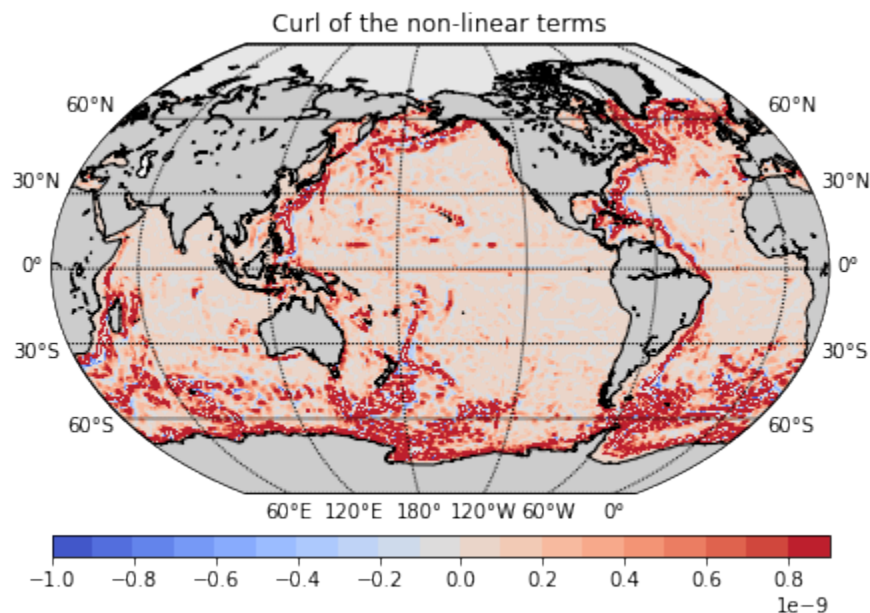 Curl of the non-linear terms
60°N 60°N
30°N 30°N
0° 0°
30°S 30°S
60°S 60°S
60°E 120°E 180° 120°W 60°W 0°
−1.0 −0.8 −0.6 −0.4 −0.2 0.0 0.2 0.4 0.6 0.8
1e−9